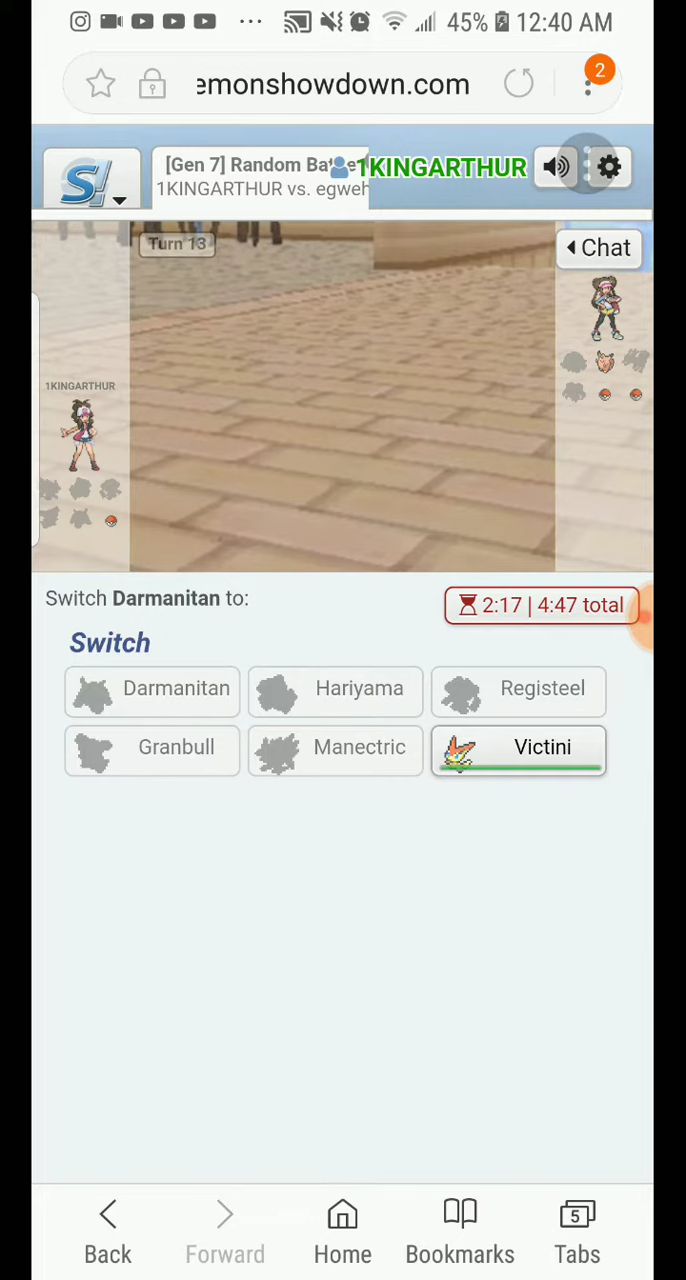 45% 12:40 AM
emonshowdown.com
2
[Gen 7] Random Ba
1KINGARTHUR
1KINGARTHUR vs. egweh
Turn 13
Chat
1KINGARTHUR
Switch Darmanitan to:
2:17 | 4:47 total
Switch
Darmanitan Hariyama Registeel
Granbull Manectric Victini
5
Back Forward Home Bookmarks Tabs